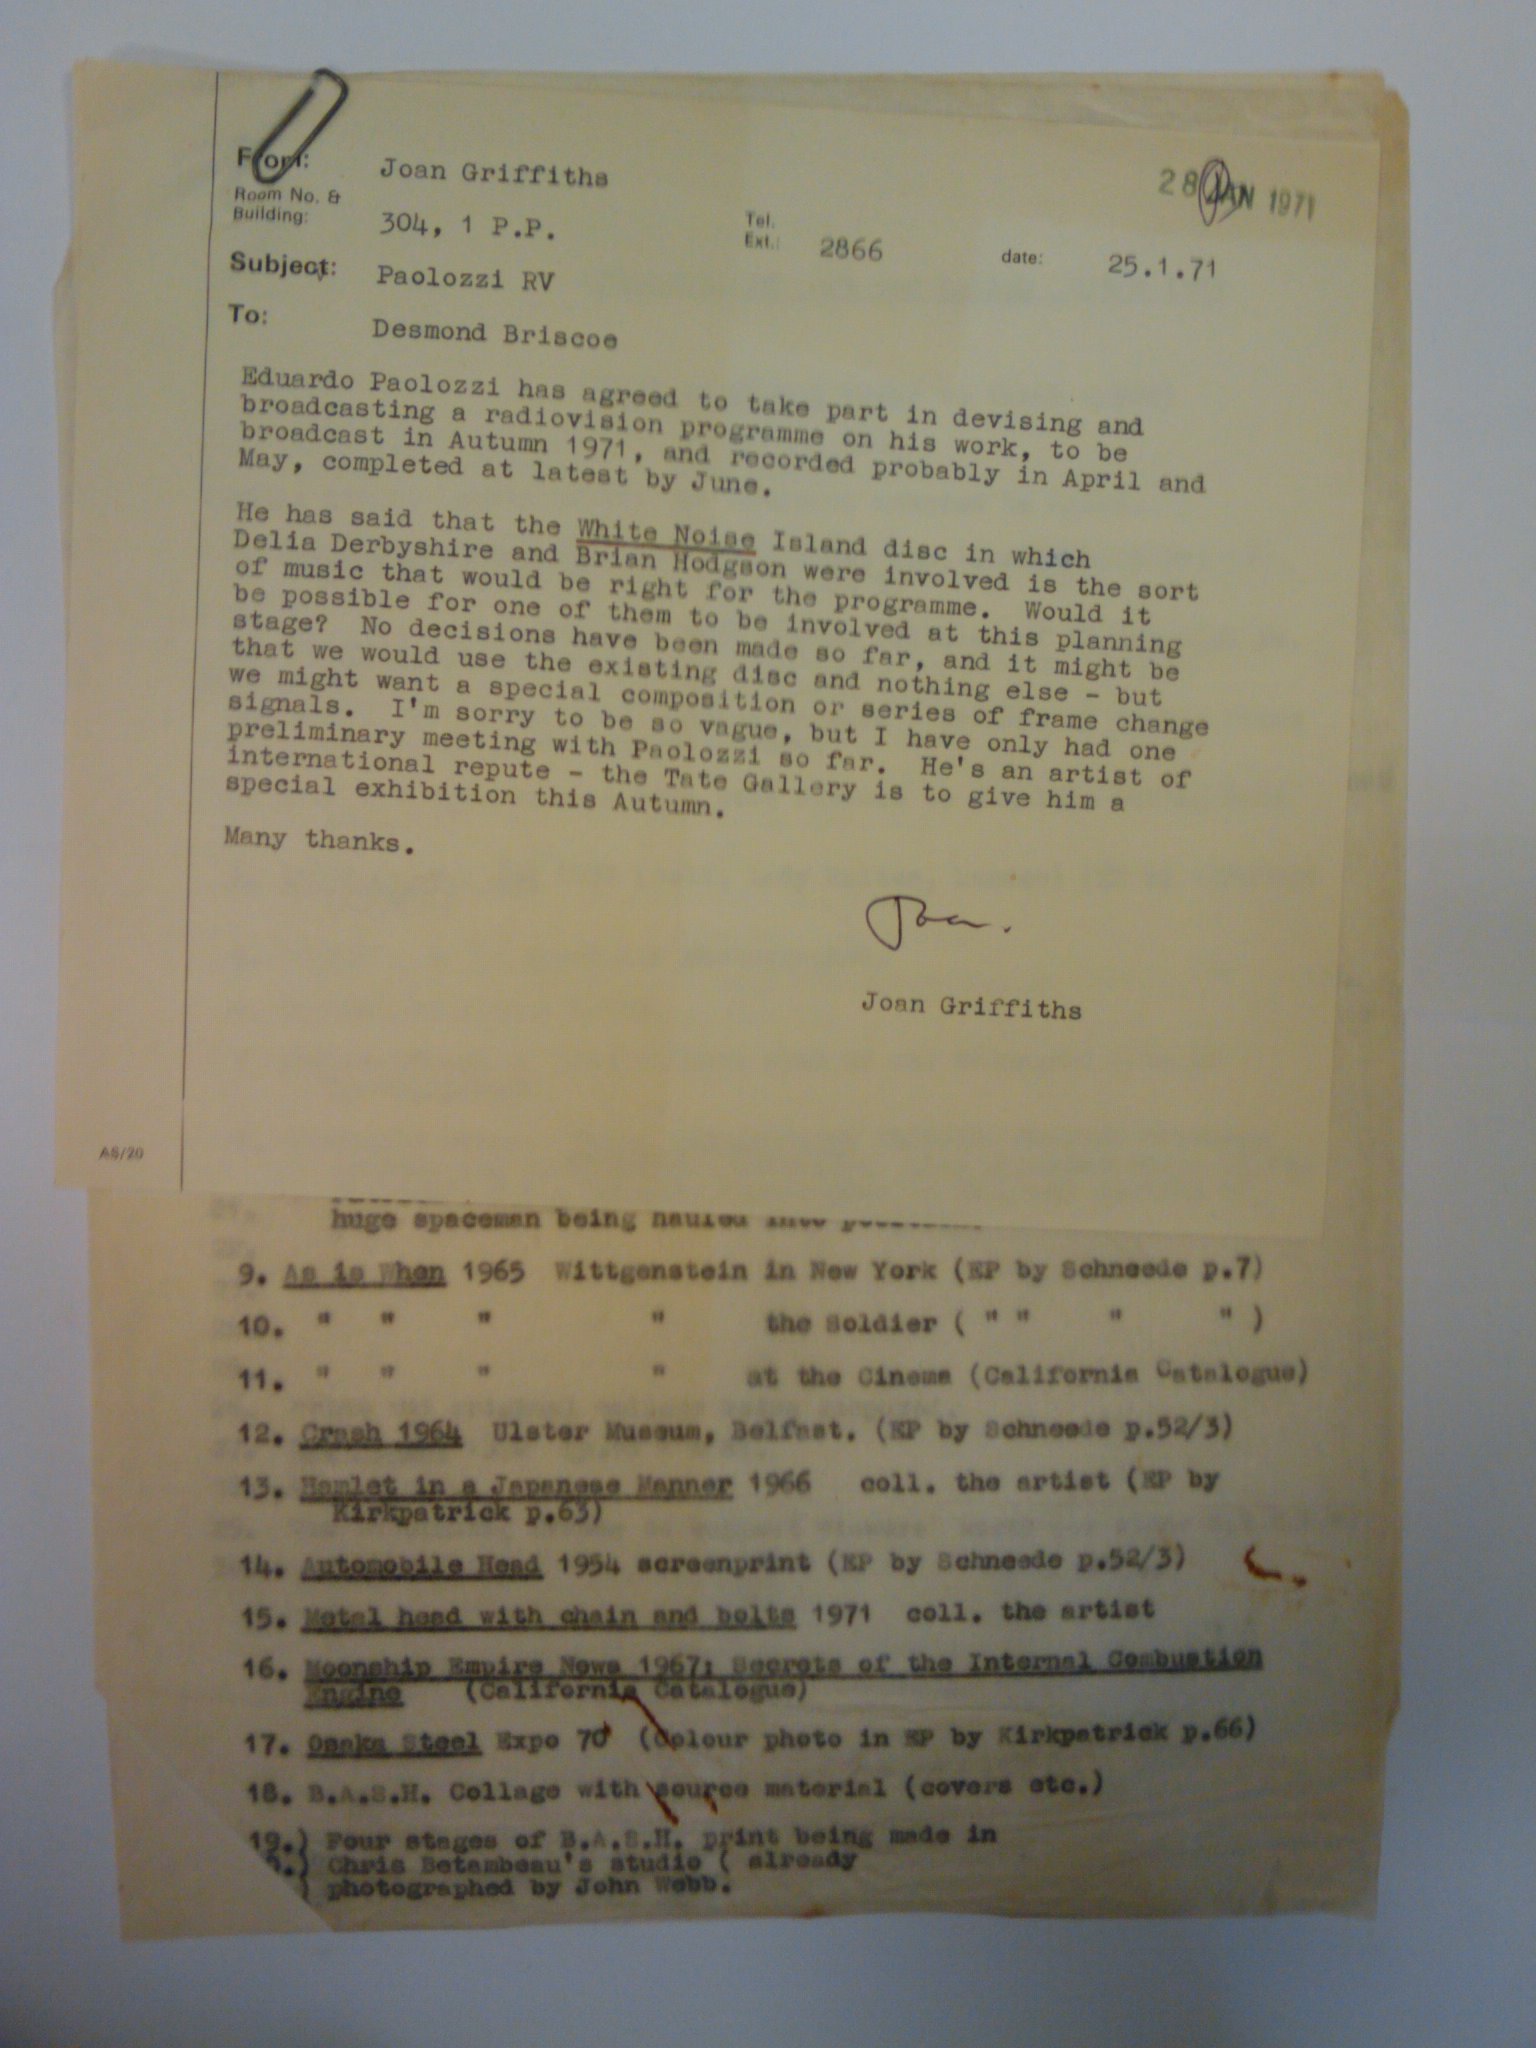 From: Joan Griffiths
28 JAN 1971
Room No. &
Building: 304, 1 P.P.
Tel.
Ext.: 2866
date: 25.1.71
Subject: Paolozzi RV
To: Desmond Briscoe
Eduardo Paolozzi has agreed to take part in devising and
broadcasting a radiovision programme on his work, to be
broadcast in Autumn 1971, and recorded probably in April and
May, completed at latest by June.
He has said that the White Noise Island disc in which
Delia Derbyshire and Brian Hodgson were involved is the sort
of music that would be right for the programme. Would it
be possible for one of them to be involved at this planning
stage? No decisions have been made so far, and it might be
that we would use the existing disc and nothing else - but
we might want a special composition or series of frame change
signals. I'm sorry to be so vague, but I have only had one
preliminary meeting with Paolozzi so far. He's an artist of
international repute - the Tate Gallery is to give him a
special exhibition this Autumn.
Many thanks.
Joan.
Joan Griffiths
AS/20
huge spaceman being hauled into
9. As is When 1965 Wittgenstein in New York (EP by Schneede p.7)
10. " " " " the Soldier ( " " " " )
11. " " " " at the Cinema (California Catalogue)
12. Crash 1964 Ulster Museum, Belfast. (EP by Schneede p.52/3)
13. Hamlet in a Japanese Manner 1966 coll. the artist (EP by
Kirkpatrick p.63)
14. Automobile Head 1954 screenprint (EP by Schneede p.52/3)
15. Metal head with chain and bolts 1971 coll. the artist
16. Moonship Empire News 1967: Secrets of the Internal Combustion
Engine (California Catalogue)
17. Osaka Steel Expo 70 (Colour photo in EP by Kirkpatrick p.66)
18. B.A.S.H. Collage with source material (covers etc.)
19.) Four stages of B.A.S.H. print being made in
.) Chris Betambeau's studio ( already
) photographed by John Webb.